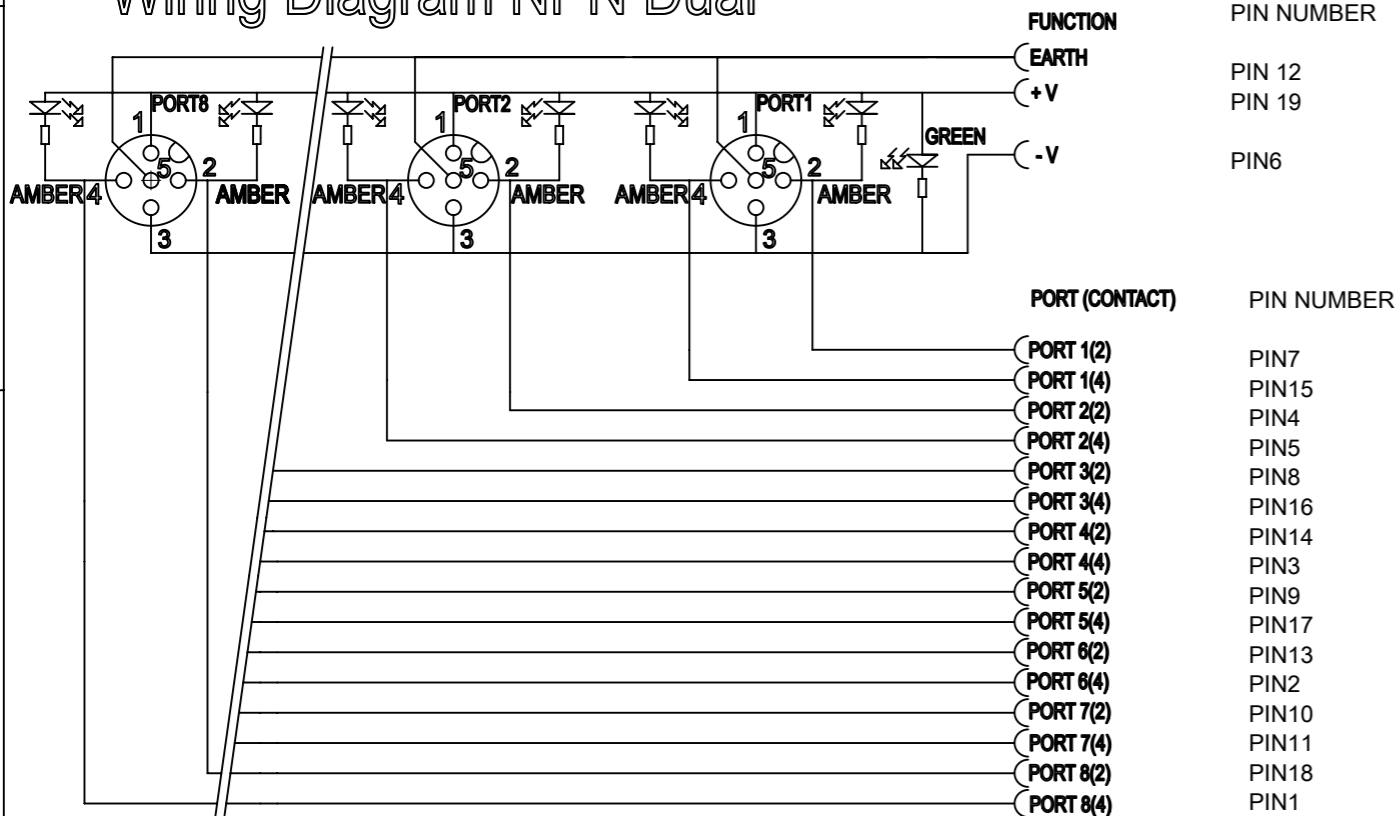 Wiring Diagram NPN Dual
FUNCTION PIN NUMBER
EARTH PIN 12
+ V PIN 19
- V PIN6
PORT8 PORT2 PORT1 GREEN
1 1 1
5 2 5 2 5 2
AMBER 4 AMBER AMBER 4 AMBER AMBER 4 AMBER
3 3 3
PORT (CONTACT) PIN NUMBER
PORT 1(2) PIN7
PORT 1(4) PIN15
PORT 2(2) PIN4
PORT 2(4) PIN5
PORT 3(2) PIN8
PORT 3(4) PIN16
PORT 4(2) PIN14
PORT 4(4) PIN3
PORT 5(2) PIN9
PORT 5(4) PIN17
PORT 6(2) PIN13
PORT 6(4) PIN2
PORT 7(2) PIN10
PORT 7(4) PIN11
PORT 8(2) PIN18
PORT 8(4) PIN1